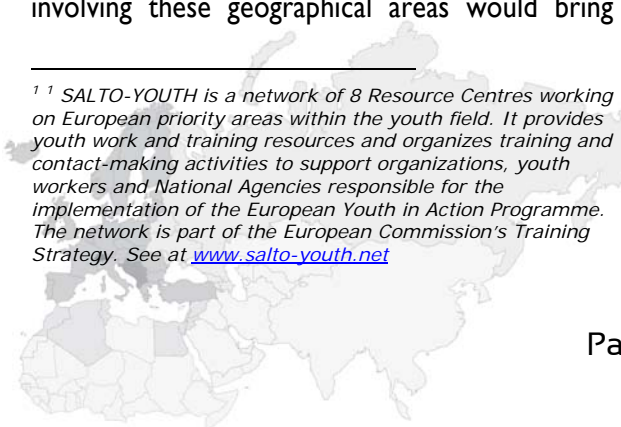 involving these geographical areas would bring
1 1 SALTO-YOUTH is a network of 8 Resource Centres working
on European priority areas within the youth field. It provides
youth work and training resources and organizes training and
contact-making activities to support organizations, youth
workers and National Agencies responsible for the
implementation of the European Youth in Action Programme.
The network is part of the European Commission's Training
Strategy. See at www.salto-youth.net
Pa